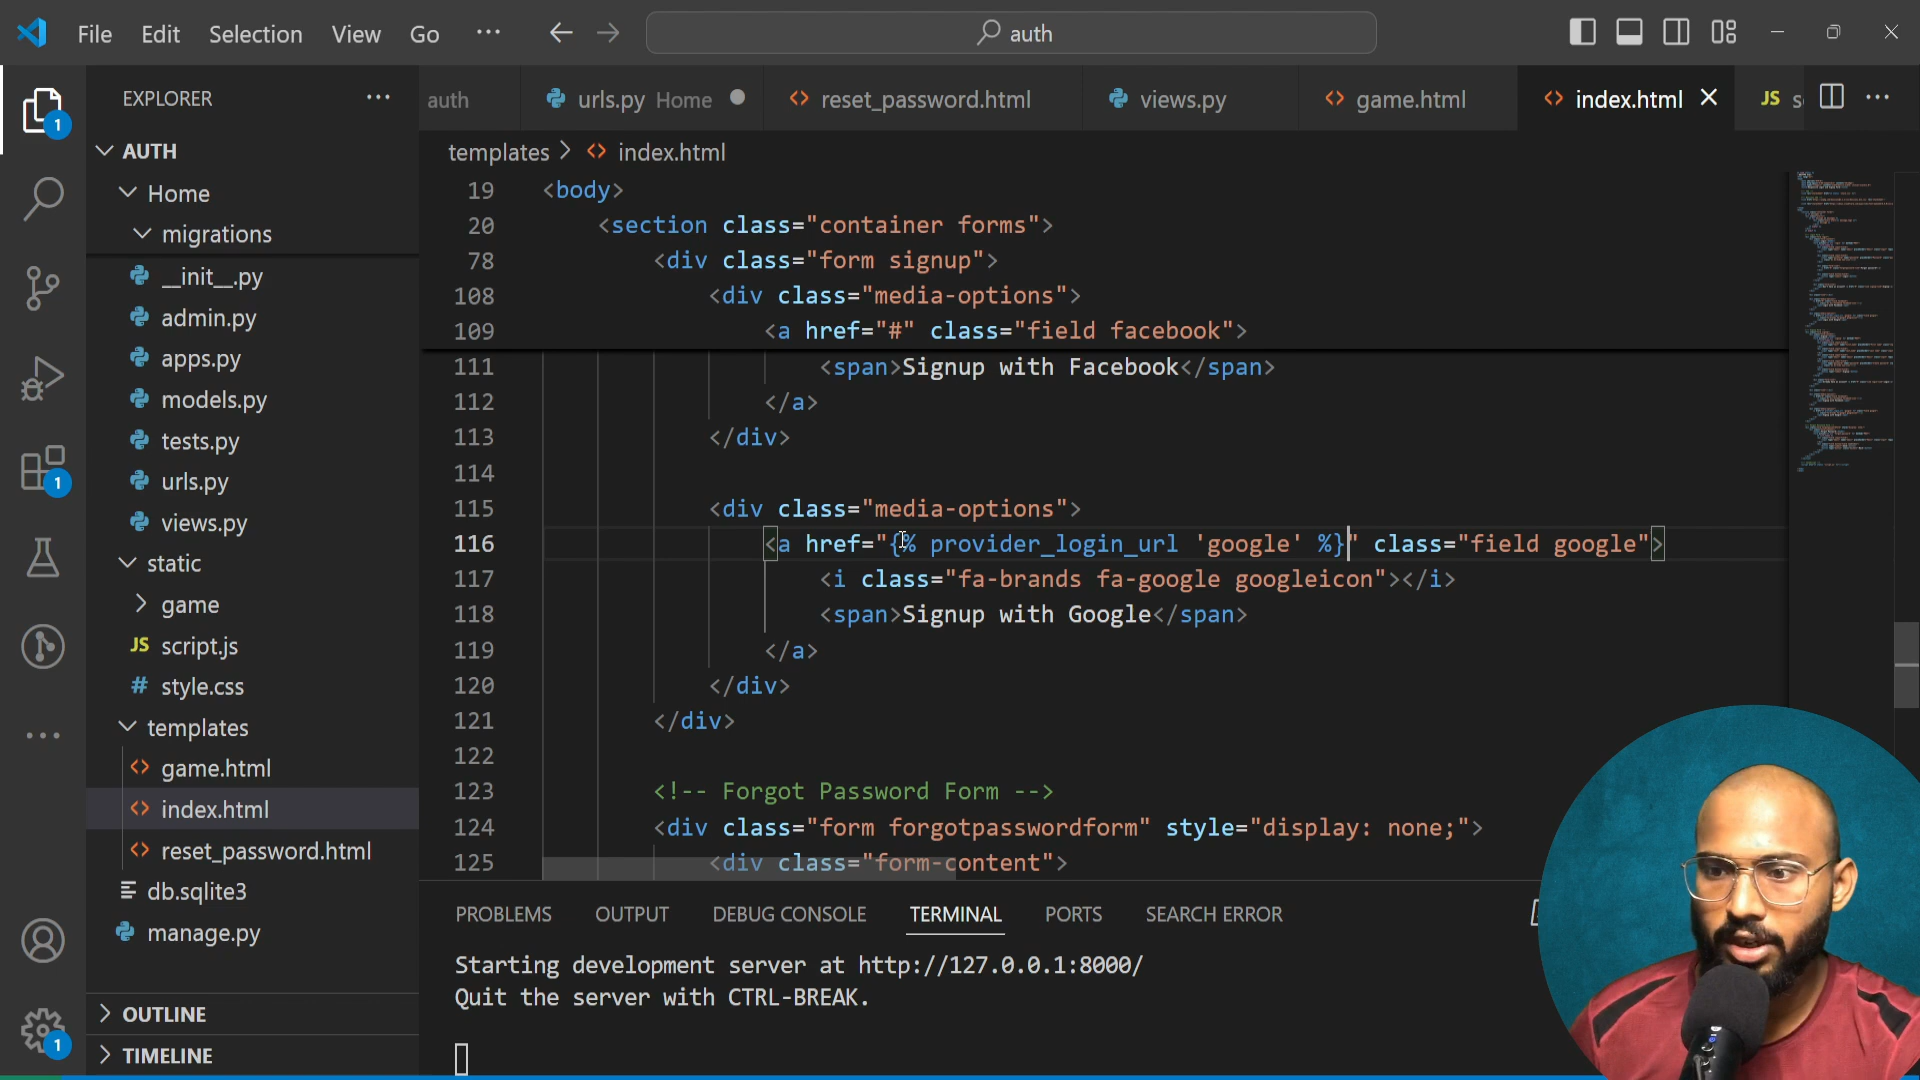 File Edit Selection View Go ···
auth
EXPLORER ···
auth urls.py Home reset_password.html views.py game.html index.html JS
templates > index.html
AUTH
Home
migrations
__init__.py
admin.py
apps.py
models.py
tests.py
urls.py
views.py
static
game
JS script.js
# style.css
templates
game.html
index.html
reset_password.html
db.sqlite3
manage.py
OUTLINE
TIMELINE
1
1
1
19 <body>
20 <section class="container forms">
78 <div class="form signup">
108 <div class="media-options">
109 <a href="#" class="field facebook">
111 <span>Signup with Facebook</span>
112 </a>
113 </div>
114
115 <div class="media-options">
116 <a href="{% provider_login_url 'google' %}" class="field google">
117 <i class="fa-brands fa-google googleicon"></i>
118 <span>Signup with Google</span>
119 </a>
120 </div>
121 </div>
122
123 <!-- Forgot Password Form -->
124 <div class="form forgotpasswordform" style="display: none;">
125 <div class="form-content">
PROBLEMS OUTPUT DEBUG CONSOLE TERMINAL PORTS SEARCH ERROR
Starting development server at http://127.0.0.1:8000/
Quit the server with CTRL-BREAK.